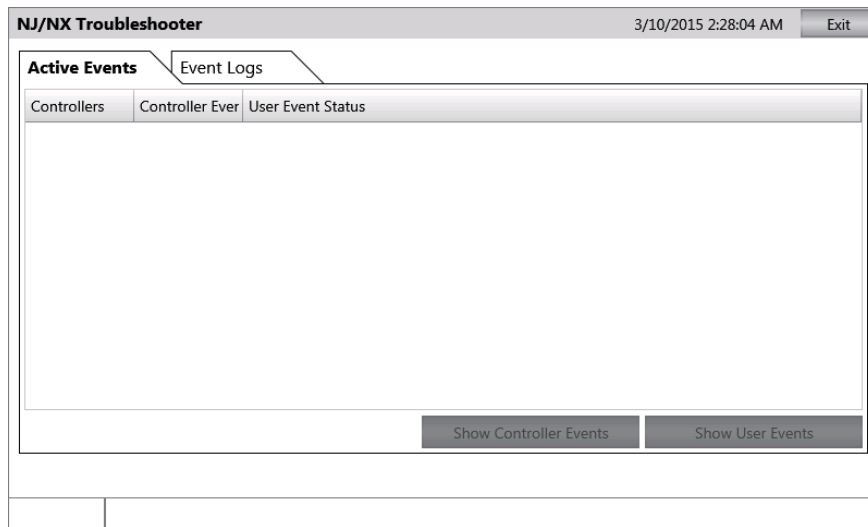 NJ/NX Troubleshooter 3/10/2015 2:28:04 AM Exit
Active Events Event Logs
Controllers Controller Ever User Event Status
Show Controller Events Show User Events